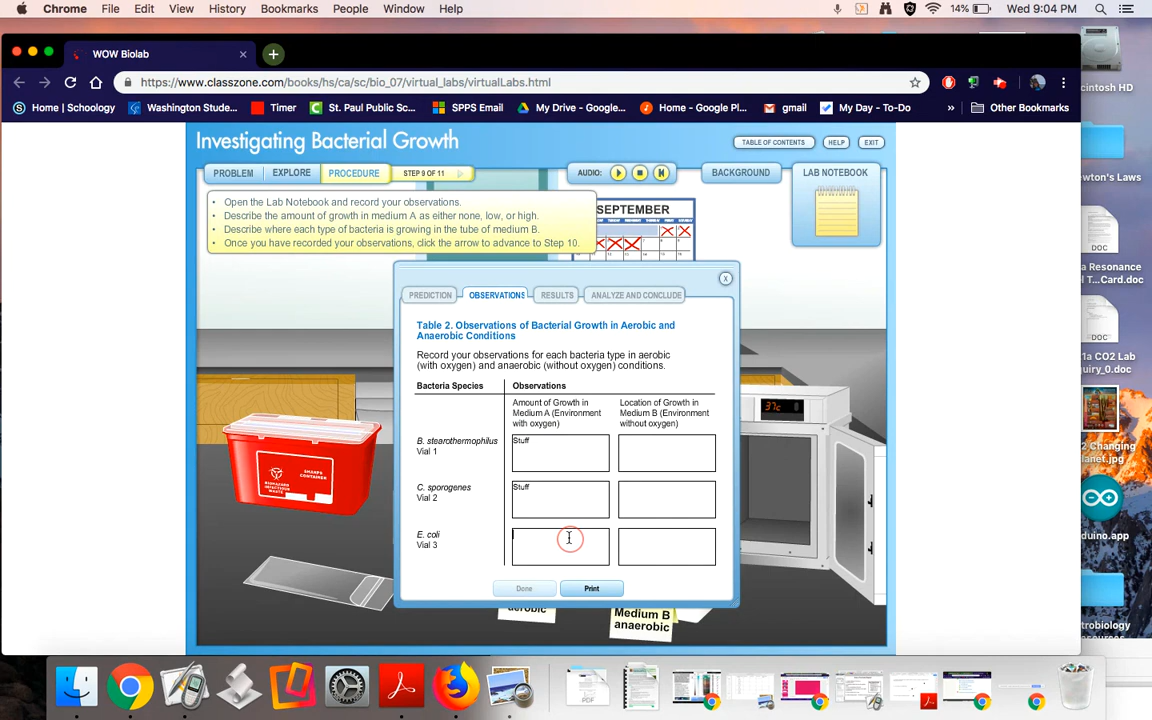 Chrome File Edit View History Bookmarks People Window Help 14% Wed 9:04 PM
WOW Biolab
https://www.classzone.com/books/hs/ca/sc/bio_07/virtual_labs/virtualLabs.html
Home | Schoology Washington Stude... Timer St. Paul Public Sc... SPPS Email My Drive - Google... Home - Google Pl... gmail My Day - To-Do » Other Bookmarks
Investigating Bacterial Growth
TABLE OF CONTENTS HELP EXIT
PROBLEM EXPLORE PROCEDURE STEP 9 OF 11 AUDIO: BACKGROUND LAB NOTEBOOK
• Open the Lab Notebook and record your observations.
• Describe the amount of growth in medium A as either none, low, or high.
• Describe where each type of bacteria is growing in the tube of medium B.
• Once you have recorded your observations, click the arrow to advance to Step 10.
SEPTEMBER
PREDICTION OBSERVATIONS RESULTS ANALYZE AND CONCLUDE
X
Table 2. Observations of Bacterial Growth in Aerobic and
Anaerobic Conditions
Record your observations for each bacteria type in aerobic
(with oxygen) and anaerobic (without oxygen) conditions.
Bacteria Species Observations
Amount of Growth in
Medium A (Environment
with oxygen)
Location of Growth in
Medium B (Environment
without oxygen)
B. stearothermophilus
Vial 1
Stuff
C. sporogenes
Vial 2
Stuff
E. coli
Vial 3
Done Print
aerobic
Medium B
anaerobic
37c
SHARPS
CONTAINER
BIOHAZARD
INFECTIOUS
WASTE
cintosh HD
wton's Laws
DOC
a Resonance
d T...Card.doc
DOC
1a CO2 Lab
quiry_0.doc
2 Changing
lanet.jpg
duino.app
trobiology